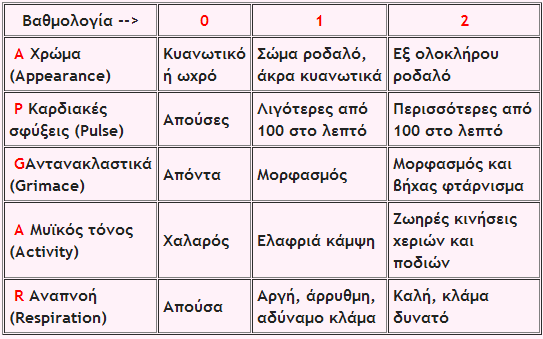 Βαθμολογία --> 0 1 2
Α Χρώμα Κυανωτικό Σώμα ροδαλό, Εξ ολοκλήρου
(Appearance) ή ωχρό άκρα κυανωτικά ροδαλό
P Καρδιακές Απούσες Λιγότερες από Περισσότερες από
σφύξεις (Pulse) 100 στο λεπτό 100 στο λεπτό
GΑντανακλαστικά Απόντα Μορφασμός Μορφασμός και
(Grimace) βήχας φτάρνισμα
Α Μυϊκός τόνος Χαλαρός Ελαφριά κάμψη Ζωηρές κινήσεις
(Activity) χεριών και
ποδιών
R Αναπνοή Απούσα Αργή, άρρυθμη, Καλή, κλάμα
(Respiration) αδύναμο κλάμα δυνατό